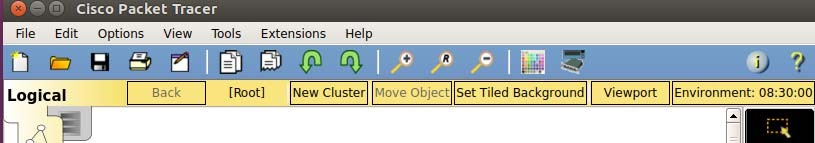 Cisco Packet Tracer
File Edit Options View Tools Extensions Help
R i ?
Logical Back [Root] New Cluster Move Object Set Tiled Background Viewport Environment: 08:30:00